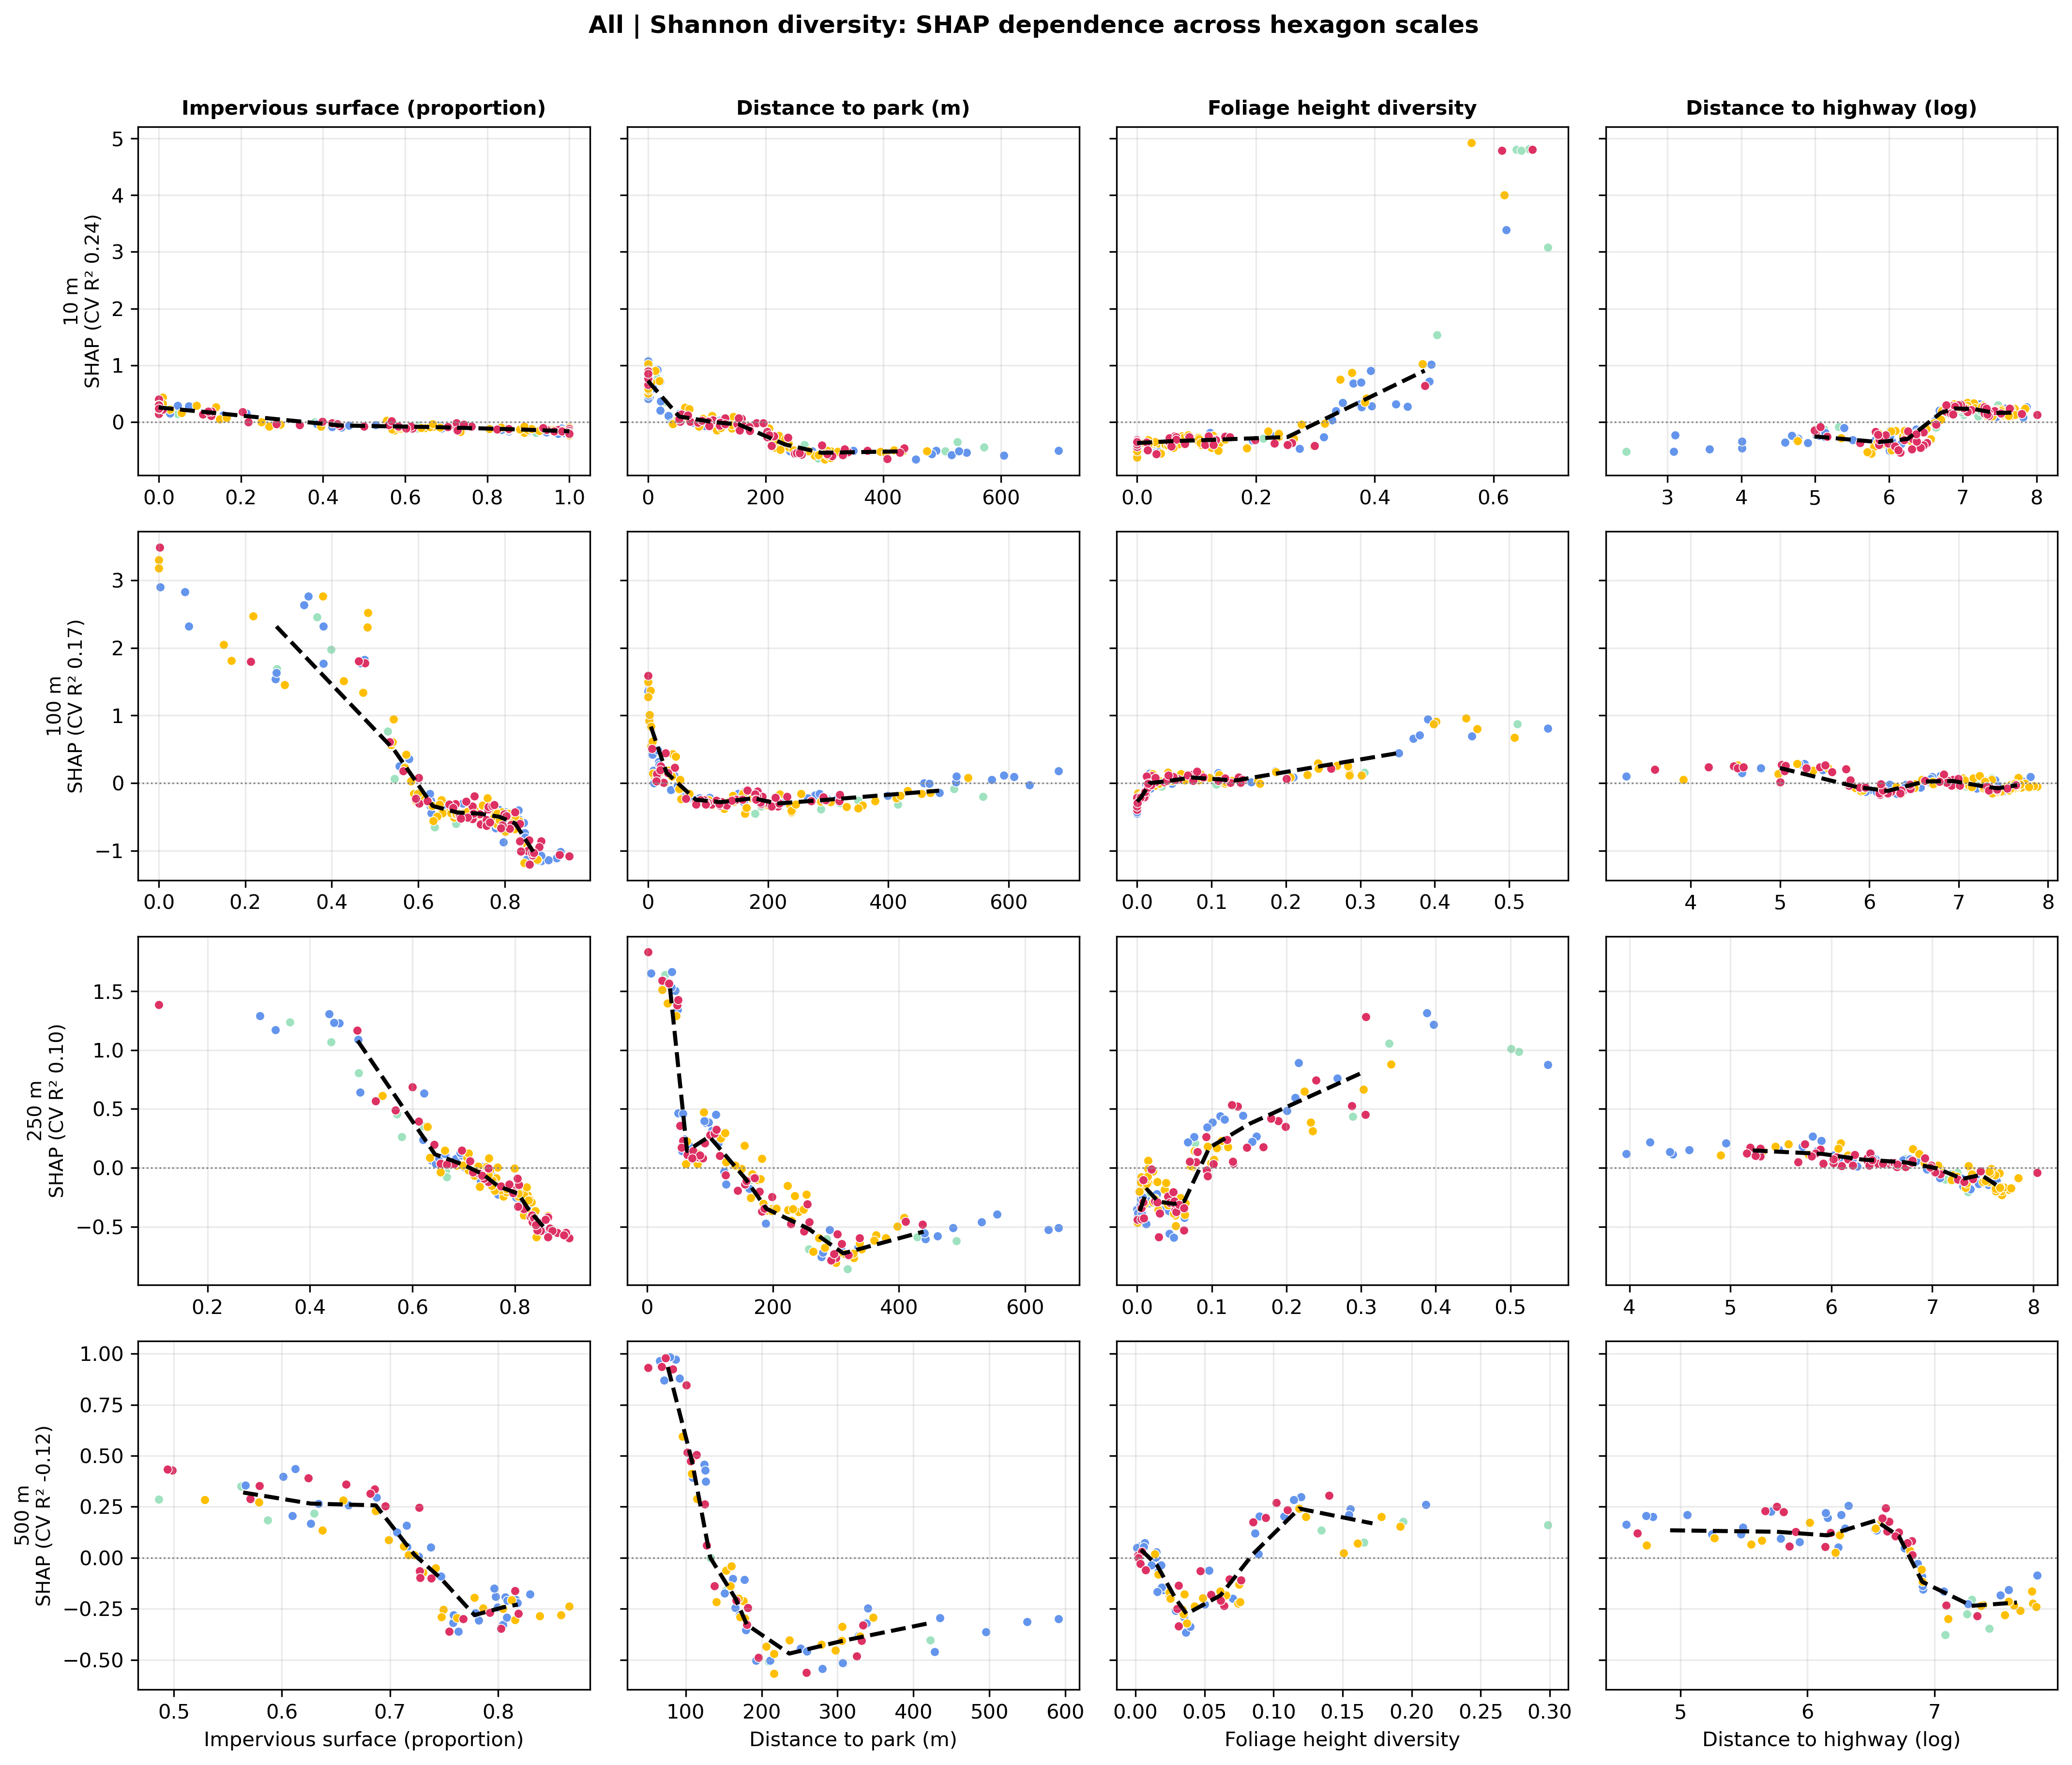 All | Shannon diversity: SHAP dependence across hexagon scales
Impervious surface (proportion)
Distance to park (m)
Foliage height diversity
Distance to highway (log)
10 m
SHAP (CV R² 0.24)
5
4
3
2
1
0
0.0 0.2 0.4 0.6 0.8 1.0
0 200 400 600
0.0 0.2 0.4 0.6
3 4 5 6 7 8
100 m
SHAP (CV R² 0.17)
3
2
1
0
−1
0.0 0.2 0.4 0.6 0.8
0 200 400 600
0.0 0.1 0.2 0.3 0.4 0.5
4 5 6 7 8
250 m
SHAP (CV R² 0.10)
1.5
1.0
0.5
0.0
−0.5
0.2 0.4 0.6 0.8
0 200 400 600
0.0 0.1 0.2 0.3 0.4 0.5
4 5 6 7 8
500 m
SHAP (CV R² -0.12)
1.00
0.75
0.50
0.25
0.00
−0.25
−0.50
0.5 0.6 0.7 0.8
100 200 300 400 500 600
0.00 0.05 0.10 0.15 0.20 0.25 0.30
5 6 7
Impervious surface (proportion)
Distance to park (m)
Foliage height diversity
Distance to highway (log)